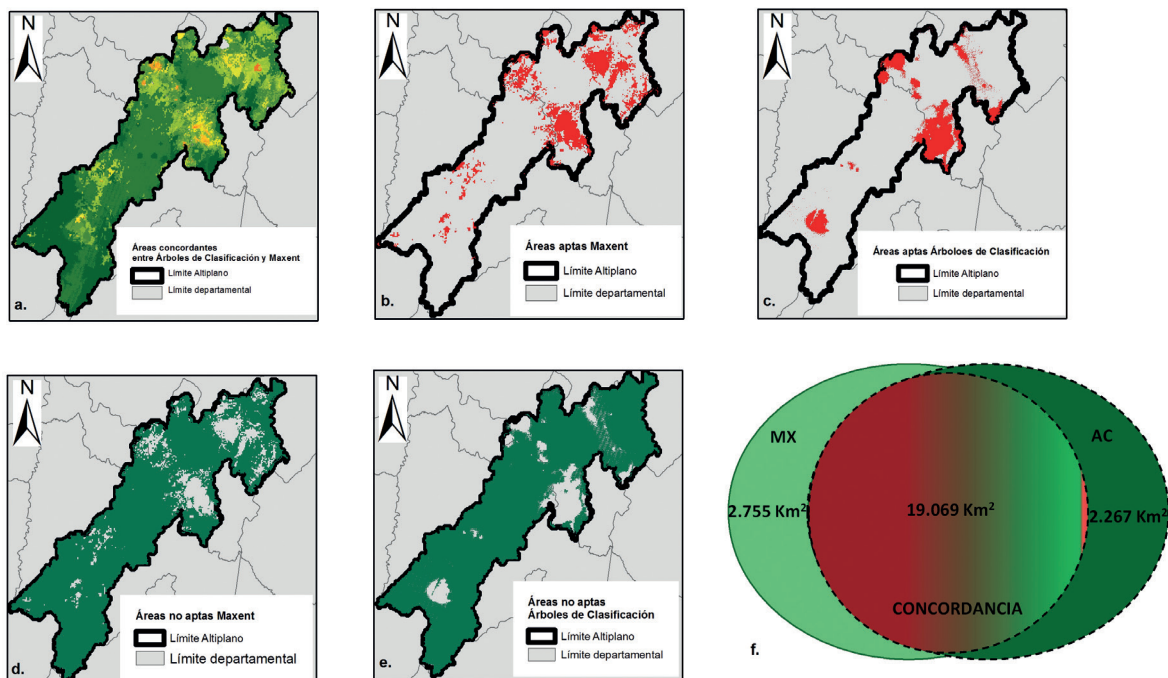 N
Áreas concordantes
entre Árboles de Clasificación y Maxent
Límite Altiplano
Límite departamental
a.
N
Áreas aptas Maxent
Límite Altiplano
Límite departamental
b.
N
Áreas aptas Árboloes de Clasificación
Límite Altiplano
Límite departamental
c.
N
Áreas no aptas Maxent
Límite Altiplano
Límite departamental
d.
N
Áreas no aptas
Árboles de Clasificación
Límite Altiplano
Límite departamental
e.
MX
AC
2.755 Km²
19.069 Km²
2.267 Km²
CONCORDANCIA
f.